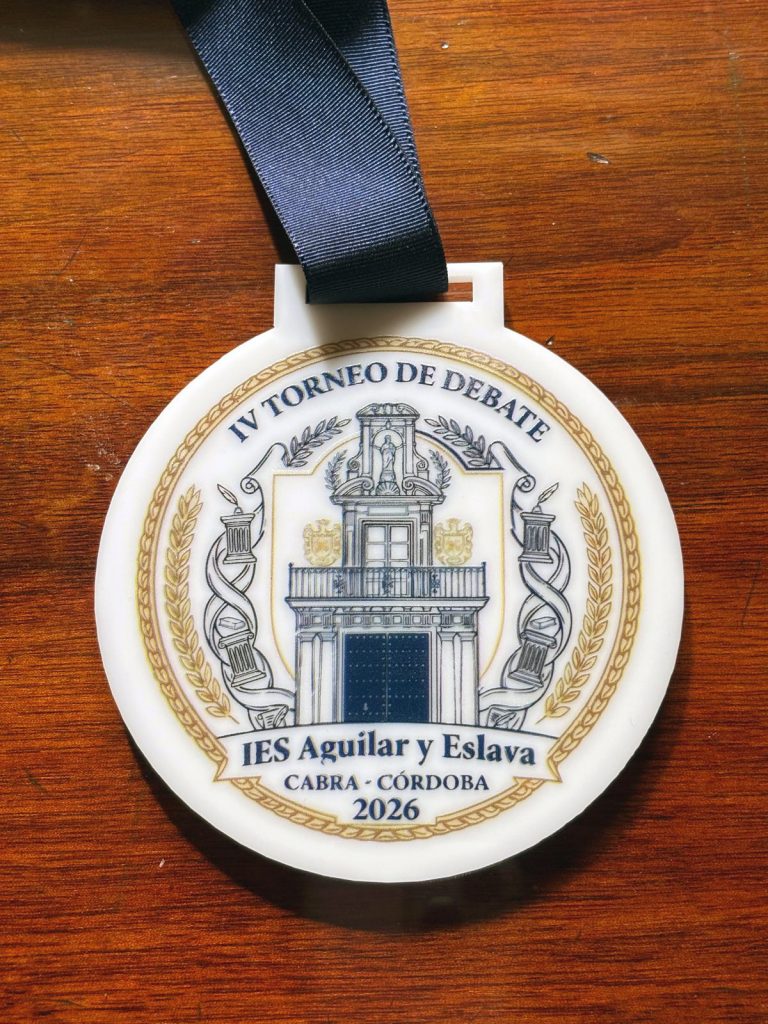 IV TORNEO DE DEBATE
IES Aguilar y Eslava
CABRA - CÓRDOBA
2026